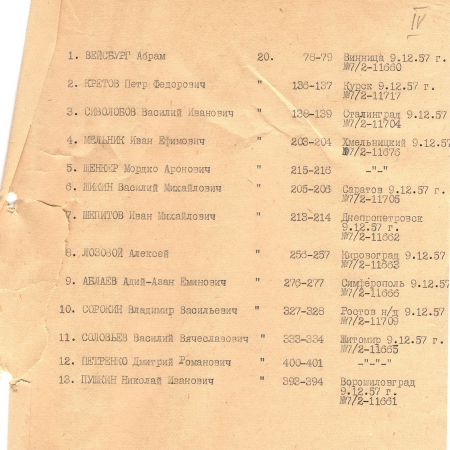 IV
1. ВЕЙСБУРГ Абрам 20. 78-79 Винница 9.12.57 г.
№7/2-11660
2. КРЕТОВ Петр Федорович " 136-137 Курск 9.12.57 г.
№7/2-11717
3. СИВОЛОБОВ Василий Иванович " 138-139 Сталинград 9.12.57
№7/2-11704
4. МЕЛЬНИК Иван Ефимович " 203-204 Хмельницкий 9.12.57
№7/2-11676
5. ШЕНКЕР Мордко Аронович " 215-216 -"-"-
6. ШИКИН Василий Михайлович " 205-206 Саратов 9.12.57 г.
№7/2-11705
7. ШЕПИТОВ Иван Михайлович " 213-214 Днепропетровск
9.12.57 г.
№7/2-11662
8. ЛОЗОВОЙ Алексей " 256-257 Кировоград 9.12.57
№7/2-11663
9. АБЛАЕВ Адий-Аван Еминович " 276-277 Симферополь 9.12.57
№7/2-11666
10. СОРОКИН Владимир Васильевич " 327-328 Ростов н/д 9.12.57
№7/2-11709
11. СОЛОВЬЕВ Василий Вячеславович " 333-334 Житомир 9.12.57 г.
№7/2-11665
12. ПЕТРЕНКО Дмитрий Романович " 400-401 -"-"-
13. ПУШКИН Николай Иванович " 393-394 Ворошиловград
9.12.57 г.
№7/2-11661